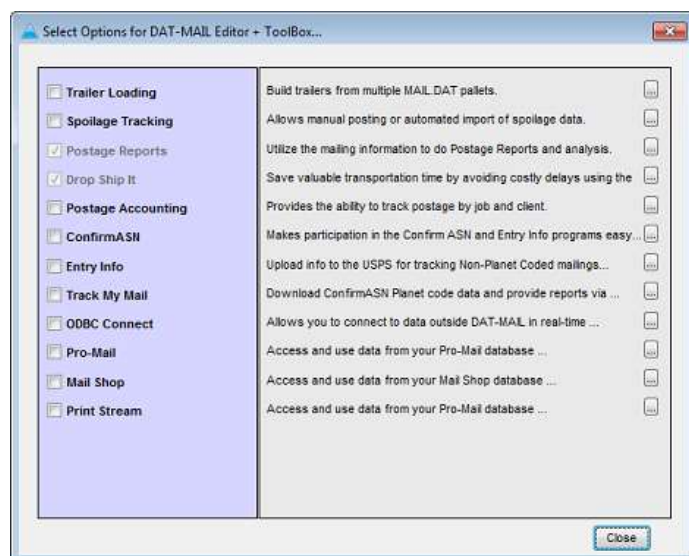 Select Options for DAT-MAIL Editor + ToolBox...
Trailer Loading Build trailers from multiple MAIL.DAT pallets. ...
Spoilage Tracking Allows manual posting or automated import of spoilage data. ...
Postage Reports Utilize the mailing information to do Postage Reports and analysis. ...
Drop Ship It Save valuable transportation time by avoiding costly delays using the ...
Postage Accounting Provides the ability to track postage by job and client. ...
ConfirmASN Makes participation in the Confirm ASN and Entry Info programs easy... ...
Entry Info Upload info to the USPS for tracking Non-Planet Coded mailings... ...
Track My Mail Download ConfirmASN Planet code data and provide reports via ... ...
ODBC Connect Allows you to connect to data outside DAT-MAIL in real-time ... ...
Pro-Mail Access and use data from your Pro-Mail database ... ...
Mail Shop Access and use data from your Mail Shop database ... ...
Print Stream Access and use data from your Pro-Mail database ... ...
Close